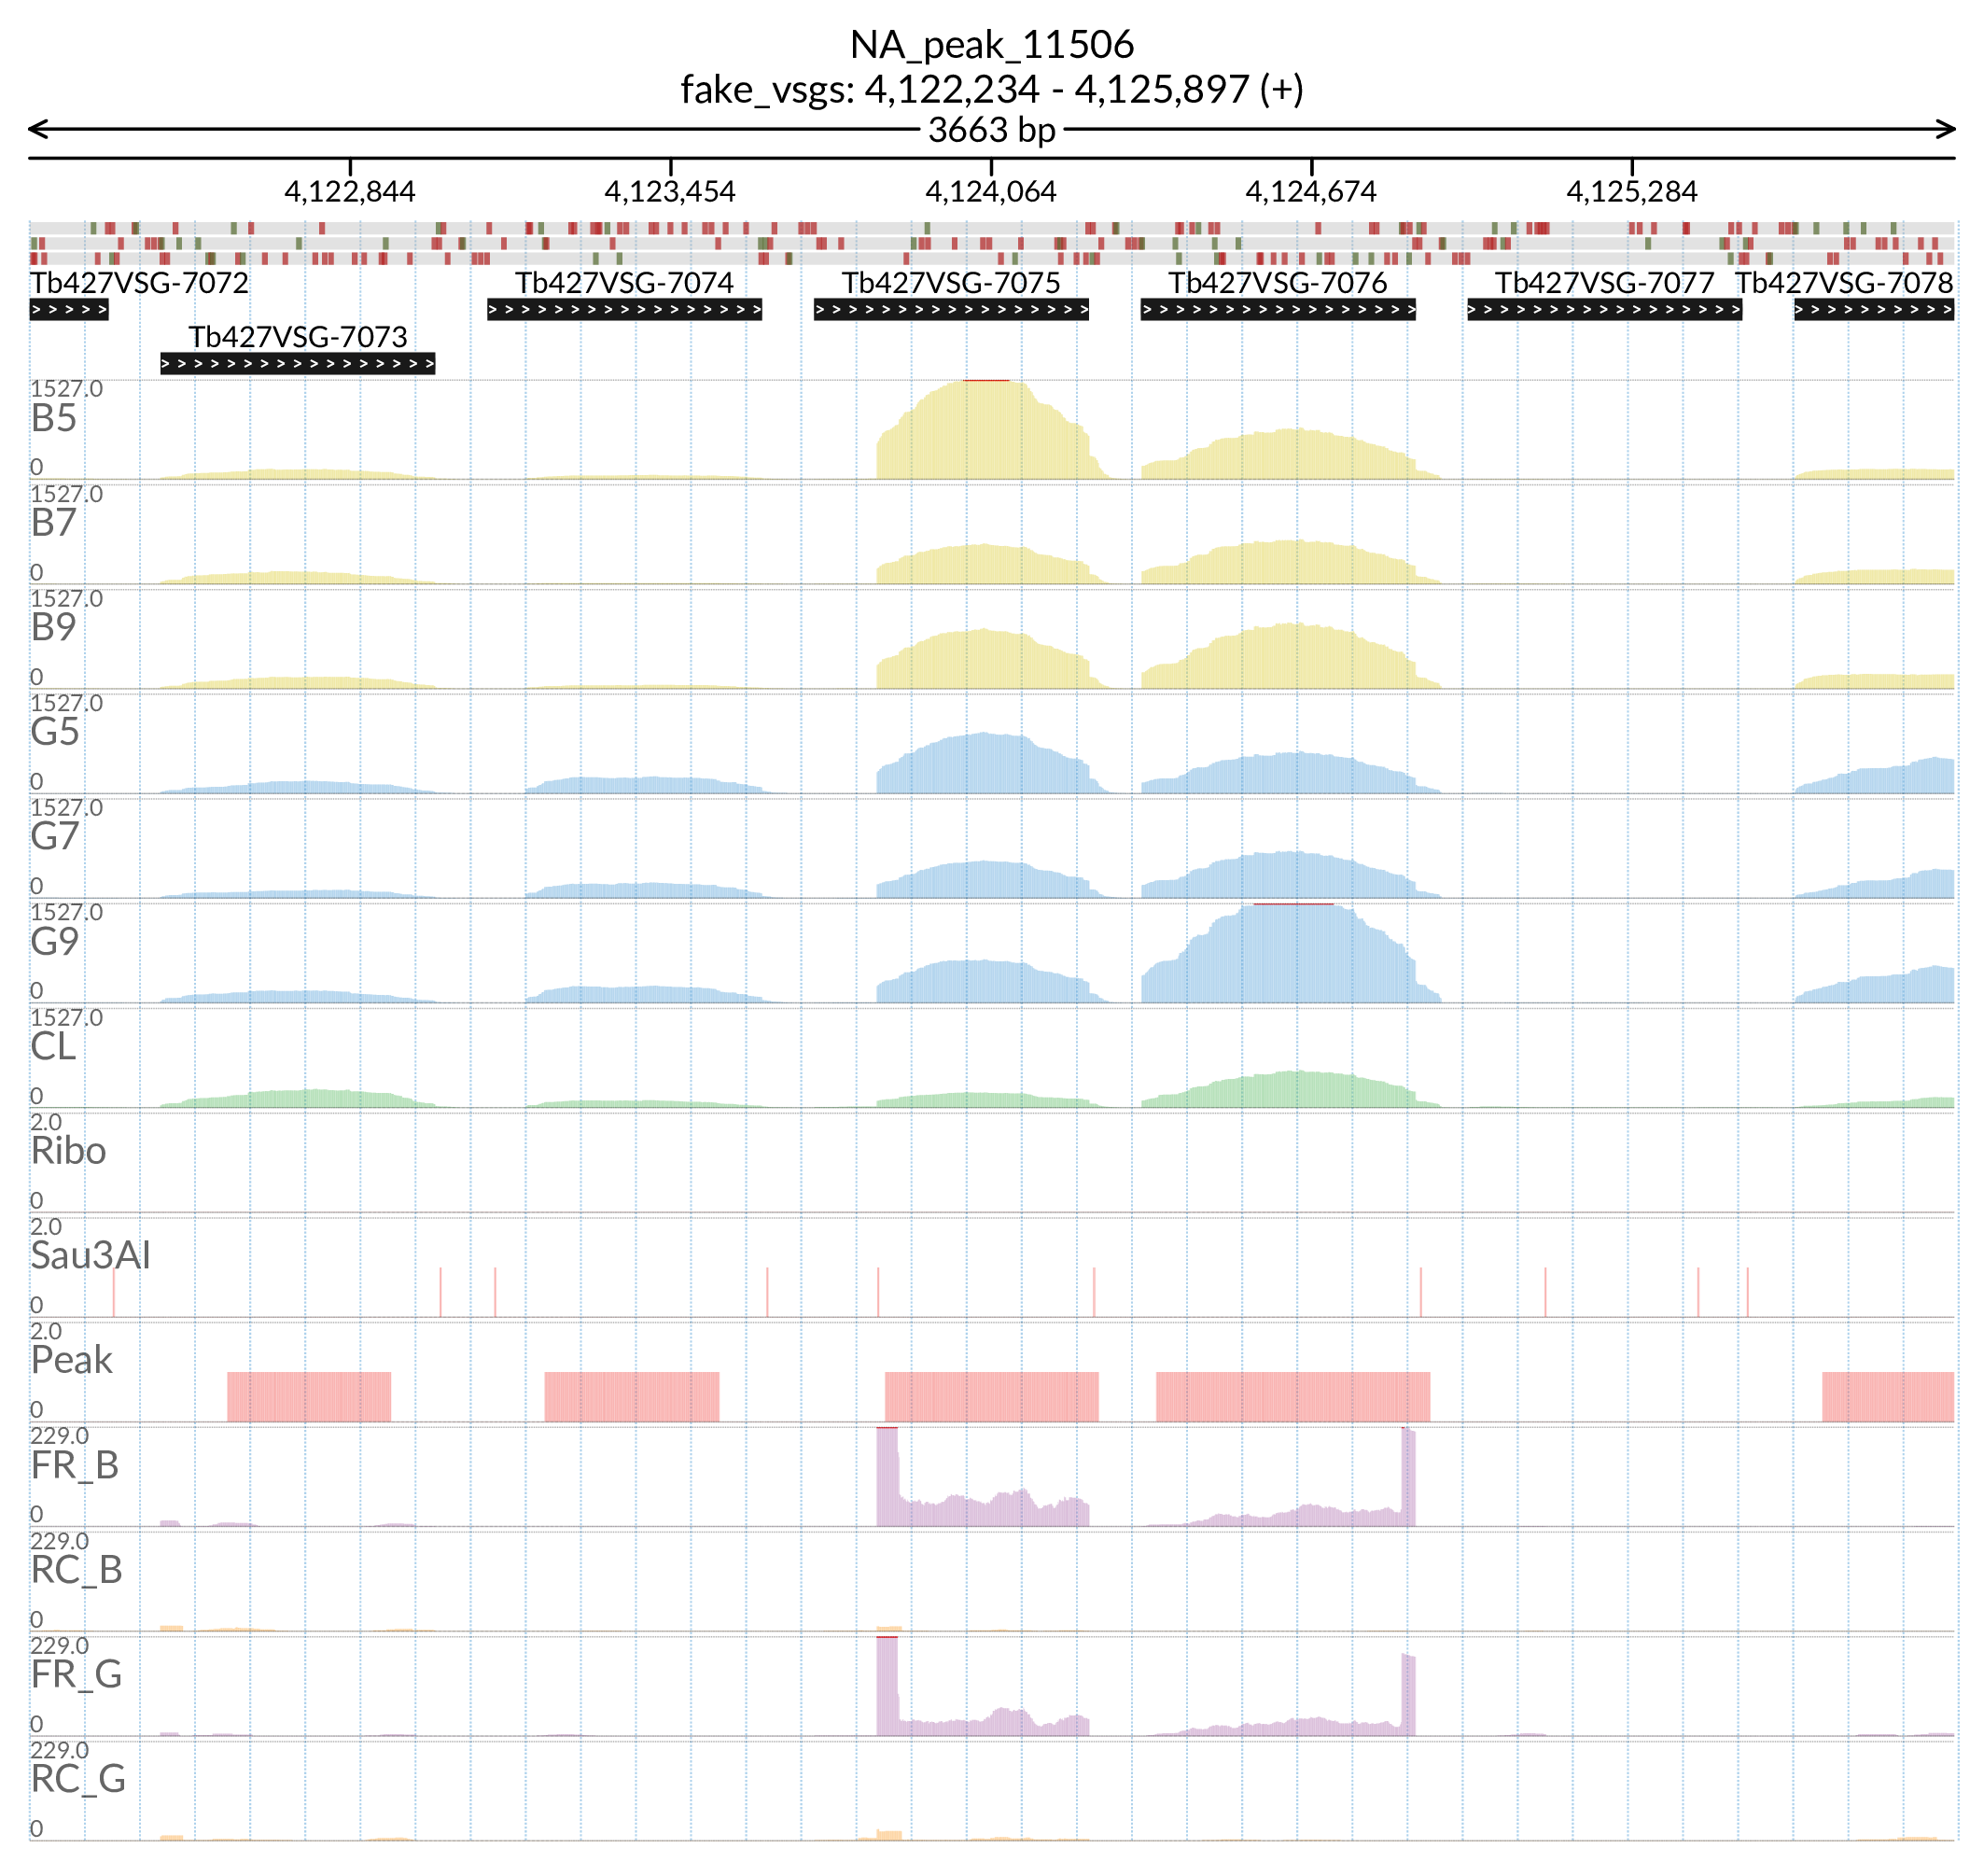 NA_peak_11506
fake_vsgs: 4,122,234 - 4,125,897 (+)
3663 bp
4,122,844 4,123,454 4,124,064 4,124,674 4,125,284
Tb427VSG-7072 Tb427VSG-7074 Tb427VSG-7075 Tb427VSG-7076 Tb427VSG-7077 Tb427VSG-7078
Tb427VSG-7073
1527.0
B5
0
1527.0
B7
0
1527.0
B9
0
1527.0
G5
0
1527.0
G7
0
1527.0
G9
0
1527.0
CL
0
2.0
Ribo
0
2.0
Sau3AI
0
2.0
Peak
0
229.0
FR_B
0
229.0
RC_B
0
229.0
FR_G
0
229.0
RC_G
0